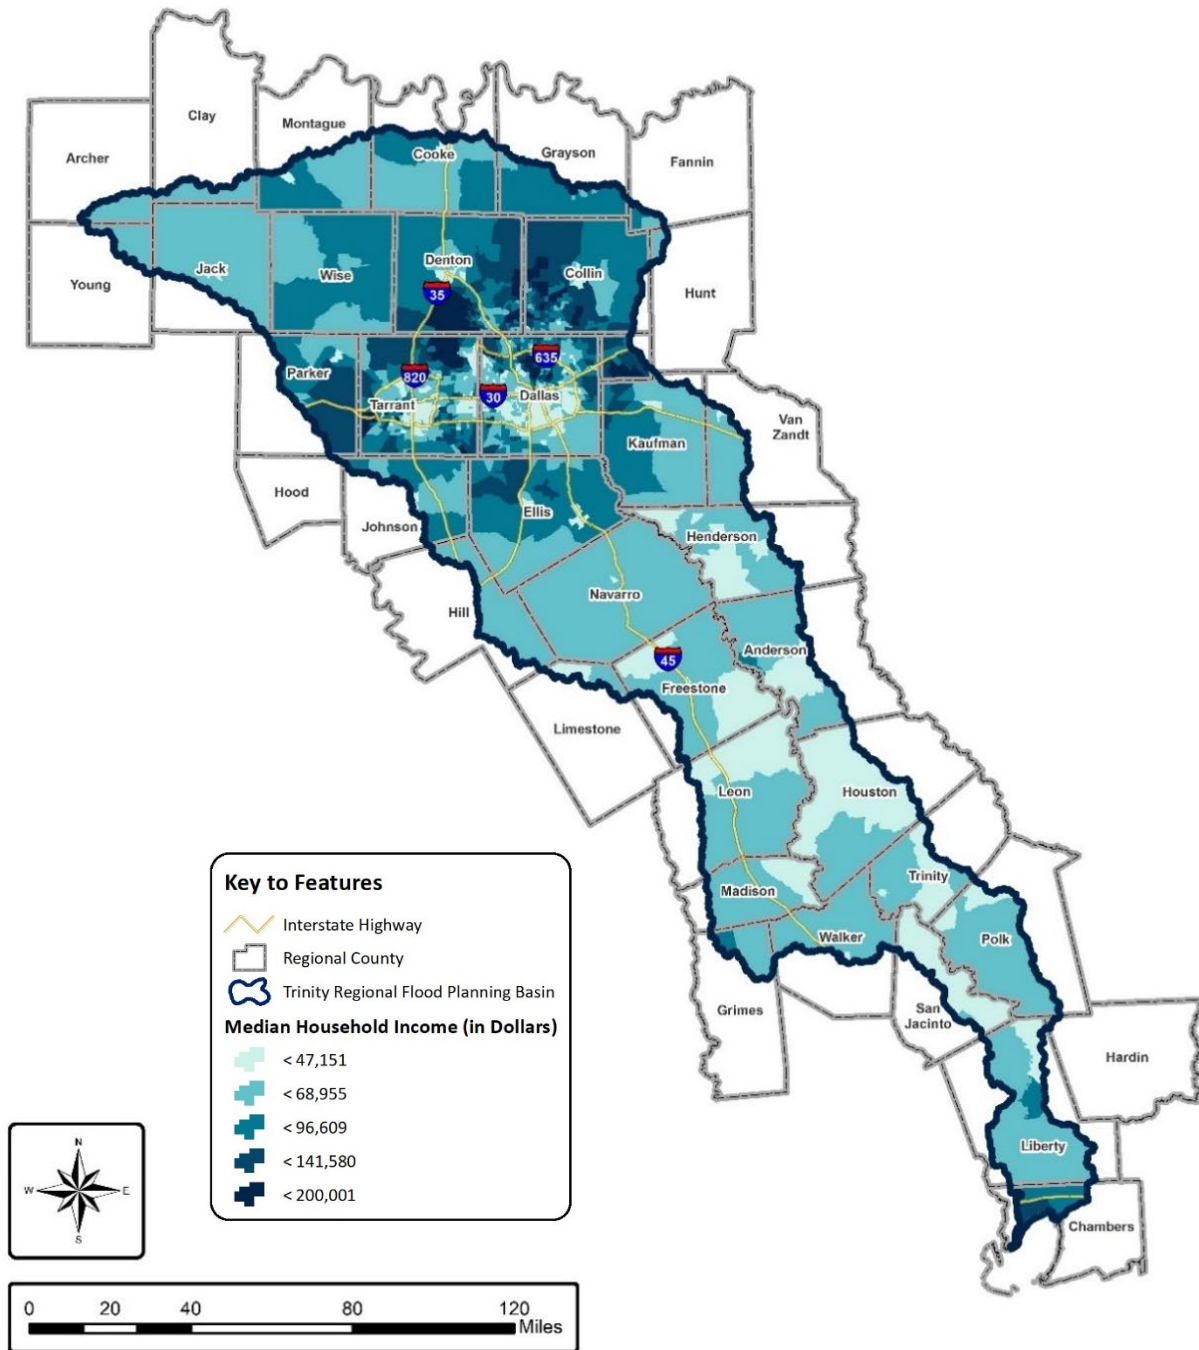 Clay
Montague
Cooke
Grayson
Archer
Fannin
Young
Jack
Wise
Denton
Collin
Hunt
35
Parker
820
635
Tarrant
30
Dallas
Van
Zandt
Kaufman
Hood
Johnson
Ellis
Henderson
Hill
Navarro
45
Anderson
Freestone
Limestone
Leon
Houston
Madison
Trinity
Walker
Polk
Grimes
San
Jacinto
Hardin
Liberty
Chambers
Key to Features
Interstate Highway
Regional County
Trinity Regional Flood Planning Basin
Median Household Income (in Dollars)
< 47,151
< 68,955
< 96,609
< 141,580
< 200,001
N
W E
S
0 20 40 80 120
Miles